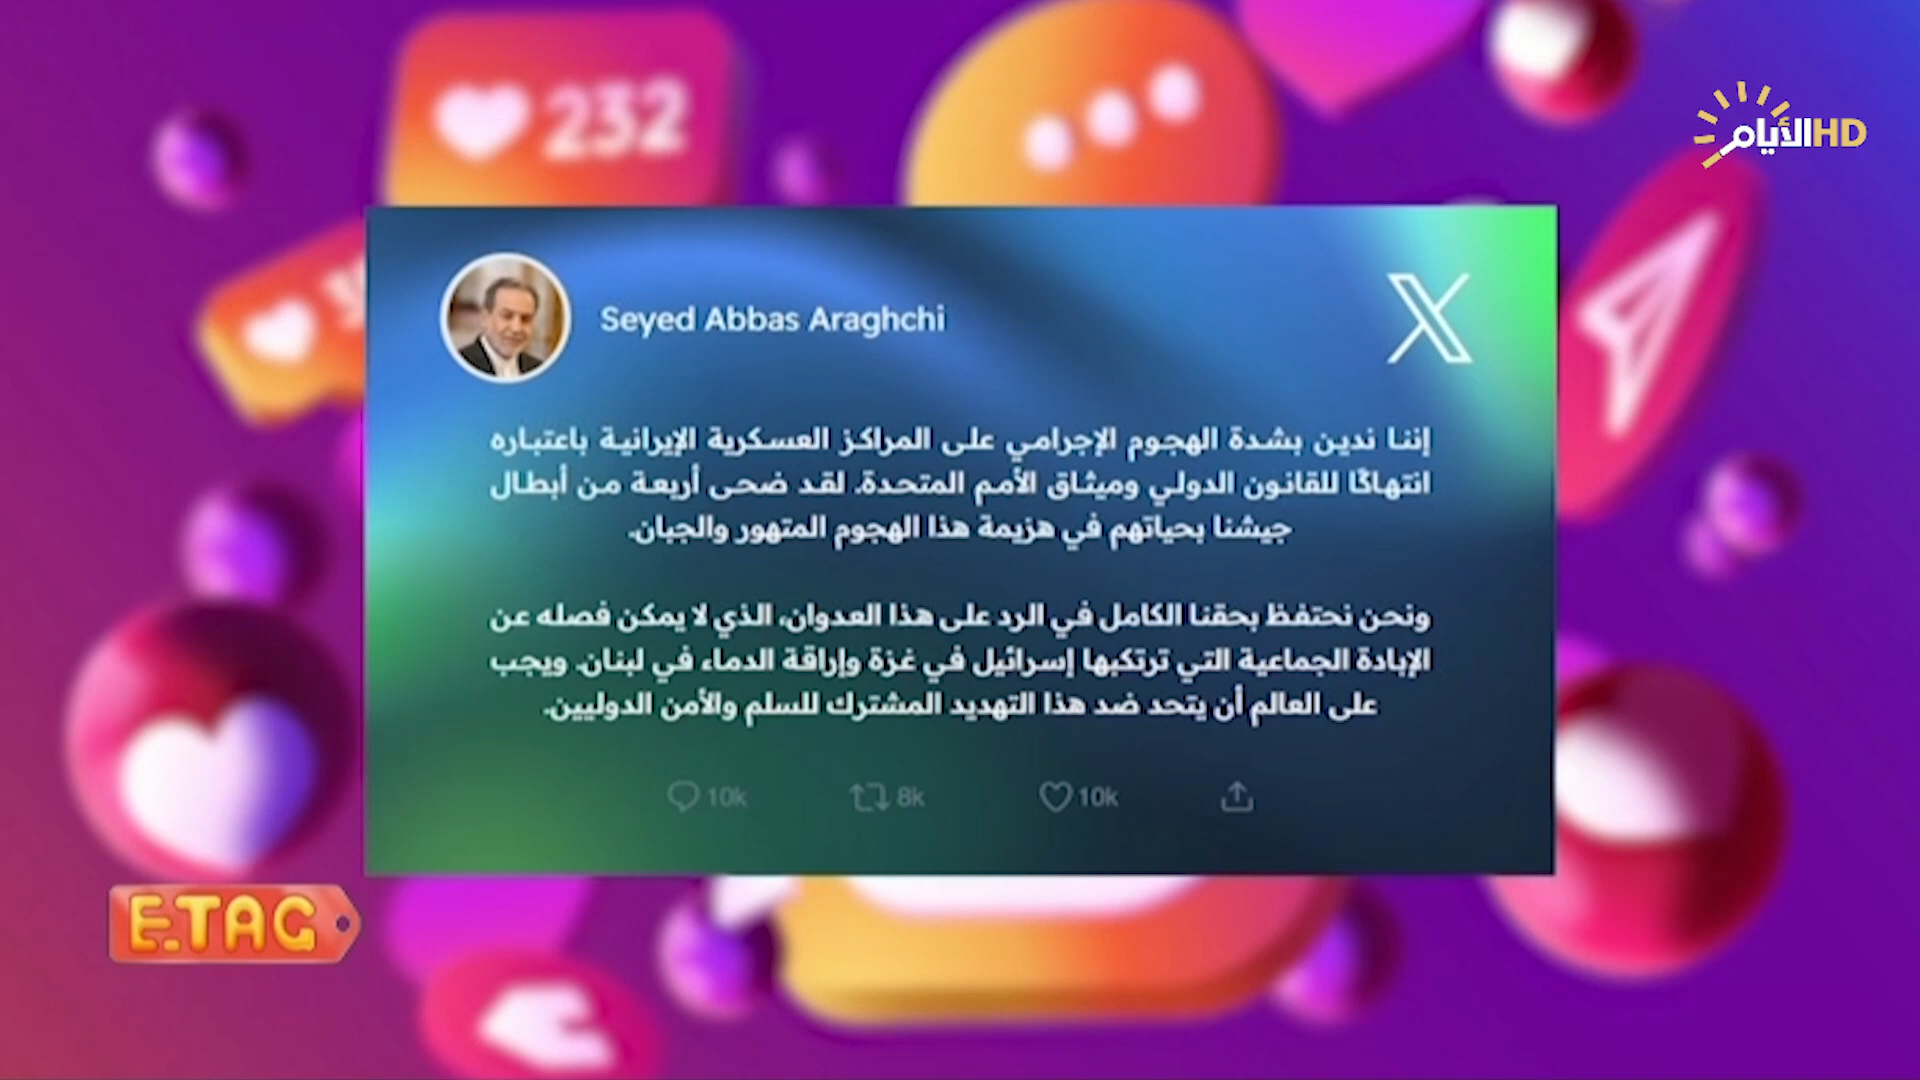 232
الأيام HD
Seyed Abbas Araghchi
إننا ندين بشدة الهجوم الإجرامي على المراكز العسكرية الإيرانية باعتباره
انتهاكًا للقانون الدولي وميثاق الأمم المتحدة. لقد ضحى أربعة من أبطال
جيشنا بحياتهم في هزيمة هذا الهجوم المتهور والجبان.
ونحن نحتفظ بحقنا الكامل في الرد على هذا العدوان، الذي لا يمكن فصله عن
الإبادة الجماعية التي ترتكبها إسرائيل في غزة وإراقة الدماء في لبنان. ويجب
على العالم أن يتحد ضد هذا التهديد المشترك للسلم والأمن الدوليين.
10k 8k 10k
E.TAG